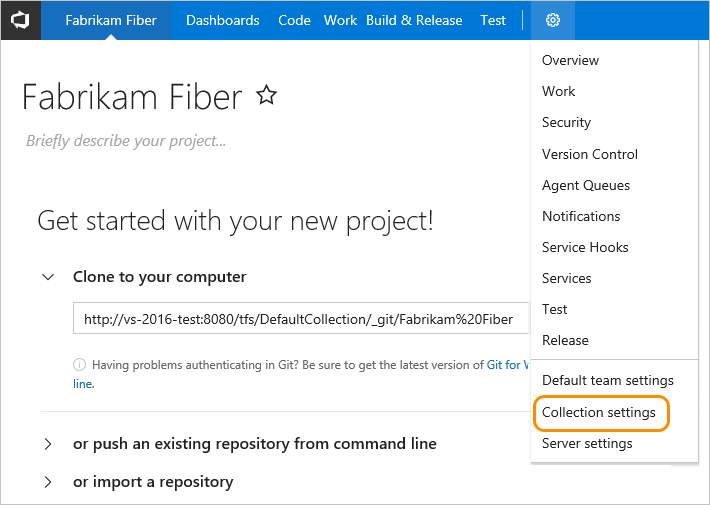 Fabrikam Fiber Dashboards Code Work Build & Release Test
Fabrikam Fiber
Briefly describe your project...
Get started with your new project!
Clone to your computer
http://vs-2016-test:8080/tfs/DefaultCollection/_git/Fabrikam%20Fiber
Having problems authenticating in Git? Be sure to get the latest version of Git for
line.
or push an existing repository from command line
or import a repository
Overview
Work
Security
Version Control
Agent Queues
Notifications
Service Hooks
Services
Test
Release
Default team settings
Collection settings
Server settings